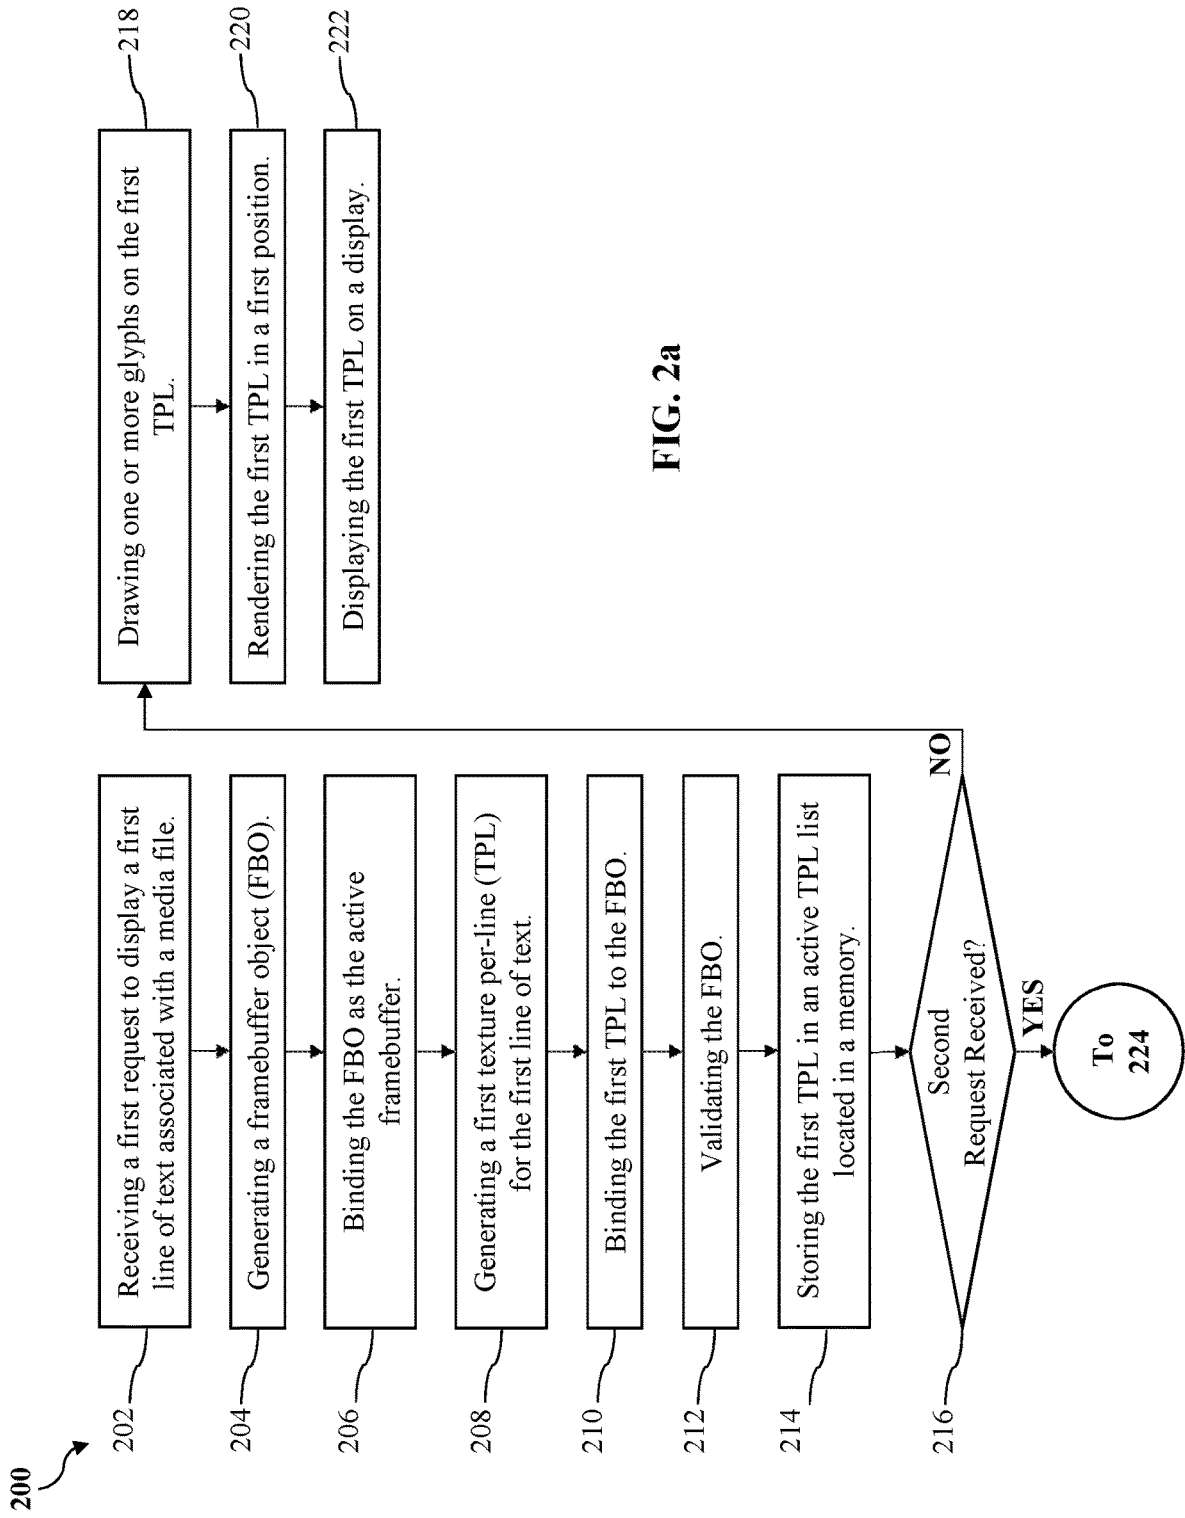 200
202
Receiving a first request to display a first
line of text associated with a media file.
204
Generating a framebuffer object (FBO).
206
Binding the FBO as the active
framebuffer.
208
Generating a first texture per-line (TPL)
for the first line of text.
210
Binding the first TPL to the FBO.
212
Validating the FBO.
214
Storing the first TPL in an active TPL list
located in a memory.
216
Second
Request Received?
NO
YES
To
224
Drawing one or more glyphs on the first
TPL.
218
Rendering the first TPL in a first position.
220
Displaying the first TPL on a display.
222
FIG. 2a